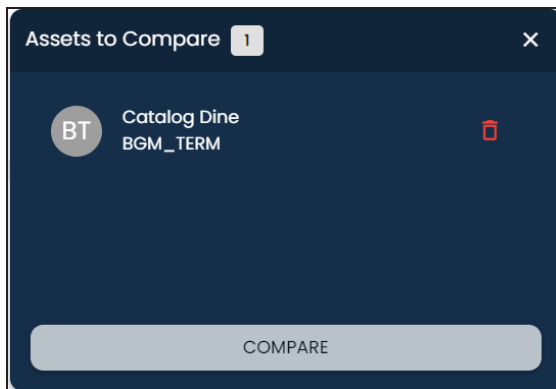 Assets to Compare 1
BT
Catalog Dine
BGM_TERM
COMPARE